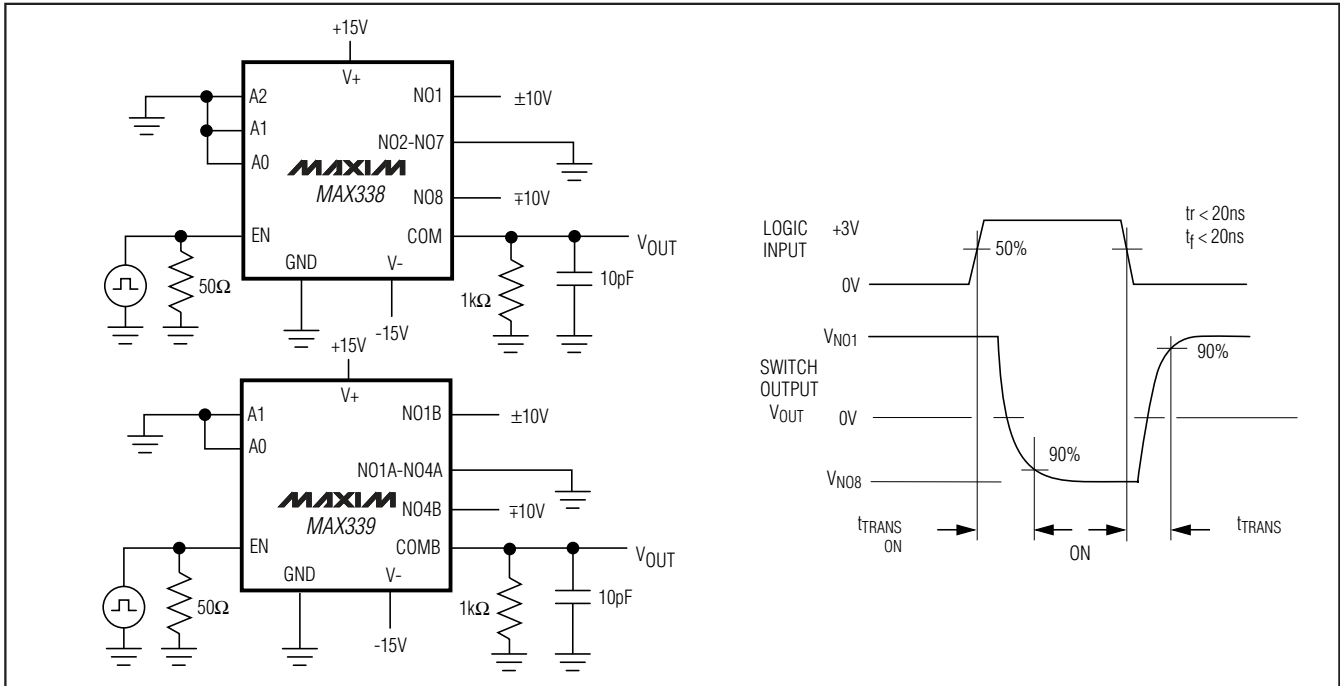 +15V
V+
A2
A1
A0
NO1
±10V
NO2-NO7
MAXIM
MAX338
NO8
∓10V
EN
COM
VOUT
GND
V-
50Ω
1kΩ
10pF
-15V
+15V
V+
A1
A0
NO1B
±10V
NO1A-NO4A
MAXIM
MAX339
NO4B
∓10V
EN
COMB
VOUT
GND
V-
50Ω
1kΩ
10pF
-15V
LOGIC
INPUT
+3V
50%
tr < 20ns
tf < 20ns
0V
VNO1
90%
SWITCH
OUTPUT
VOUT
0V
90%
VNO8
tTRANS
ON
ON
tTRANS